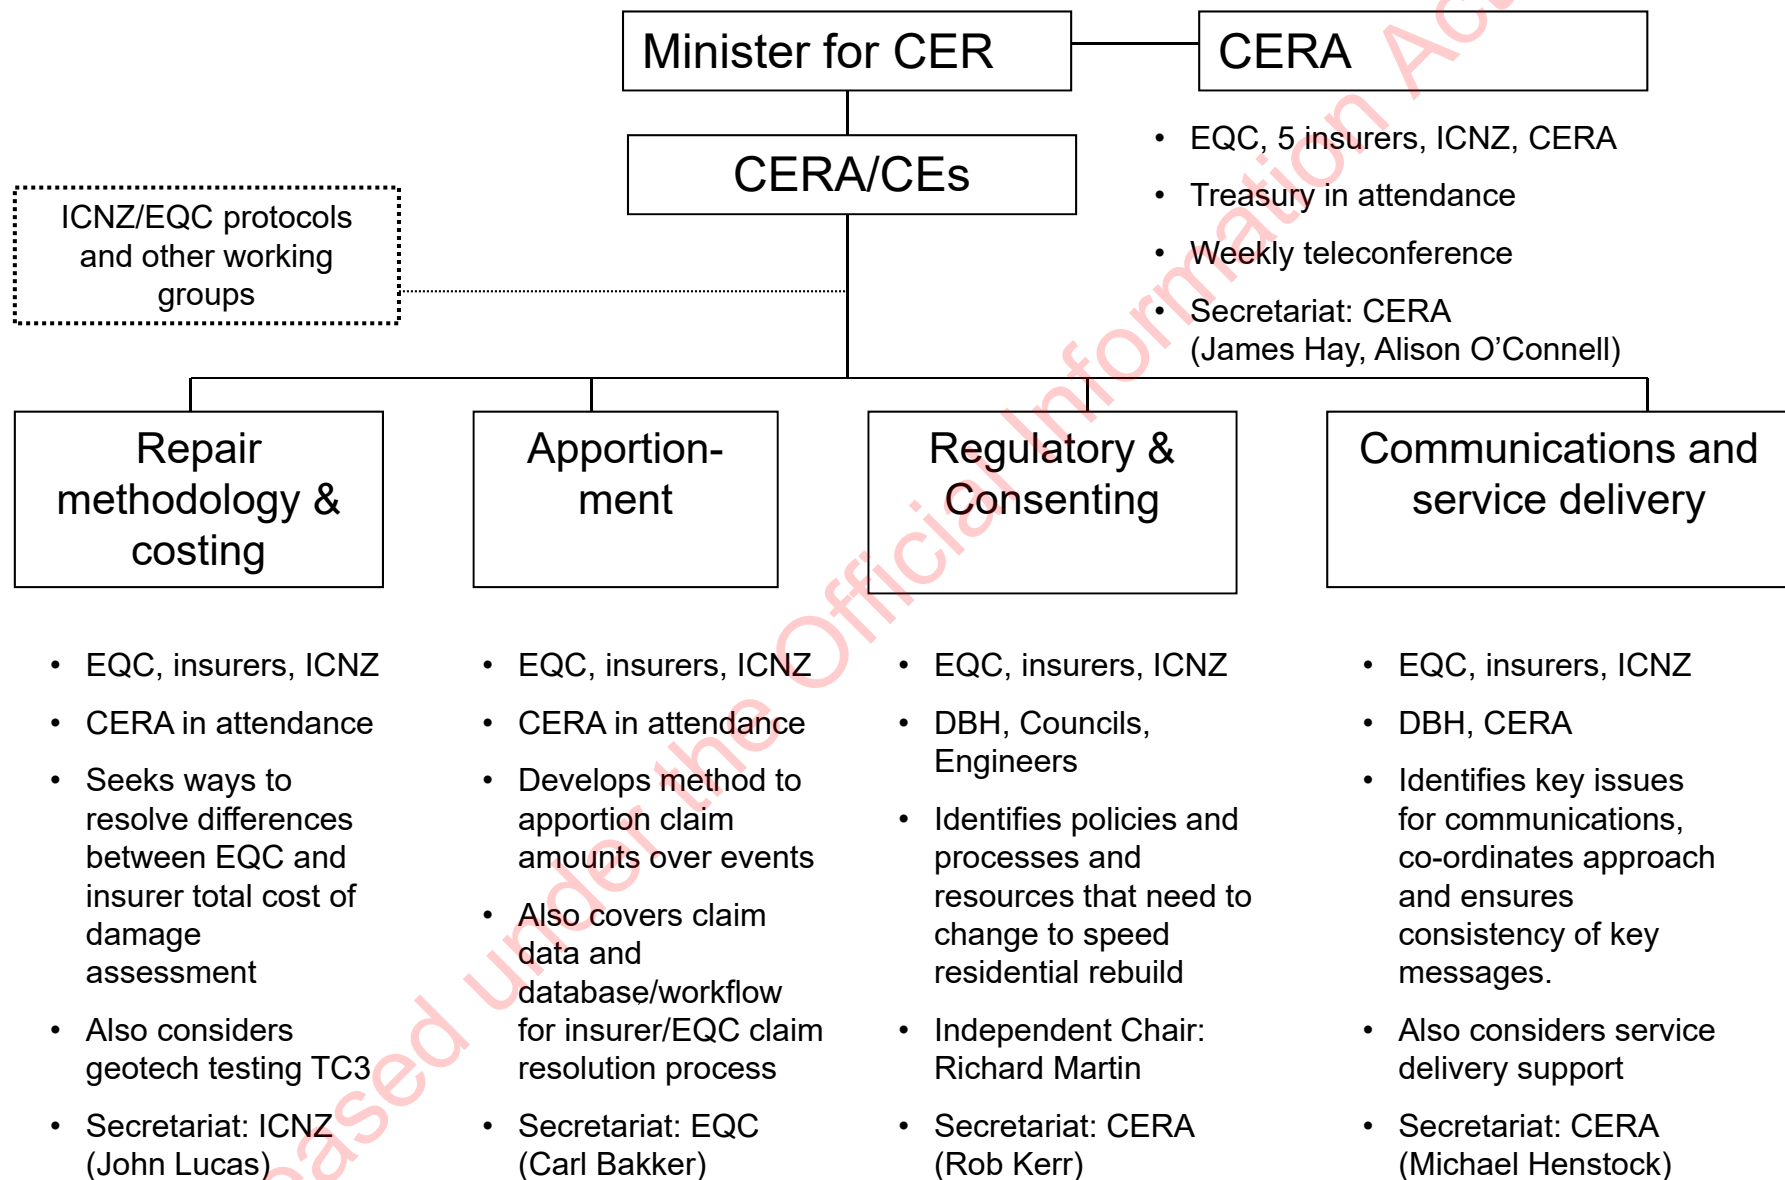 Minister for CER
CERA
CERA/CEs
• EQC, 5 insurers, ICNZ, CERA
• Treasury in attendance
• Weekly teleconference
• Secretariat: CERA
(James Hay, Alison O’Connell)
ICNZ/EQC protocols
and other working
groups
Repair
methodology &
costing
Apportion-
ment
Regulatory &
Consenting
Communications and
service delivery
• EQC, insurers, ICNZ
• CERA in attendance
• Seeks ways to
resolve differences
between EQC and
insurer total cost of
damage
assessment
• Also considers
geotech testing TC3
• Secretariat: ICNZ
(John Lucas)
• EQC, insurers, ICNZ
• CERA in attendance
• Develops method to
apportion claim
amounts over events
• Also covers claim
data and
database/workflow
for insurer/EQC claim
resolution process
• Secretariat: EQC
(Carl Bakker)
• EQC, insurers, ICNZ
• DBH, Councils,
Engineers
• Identifies policies and
processes and
resources that need to
change to speed
residential rebuild
• Independent Chair:
Richard Martin
• Secretariat: CERA
(Rob Kerr)
• EQC, insurers, ICNZ
• DBH, CERA
• Identifies key issues
for communications,
co-ordinates approach
and ensures
consistency of key
messages.
• Also considers service
delivery support
• Secretariat: CERA
(Michael Henstock)
eased under the Official Information Act